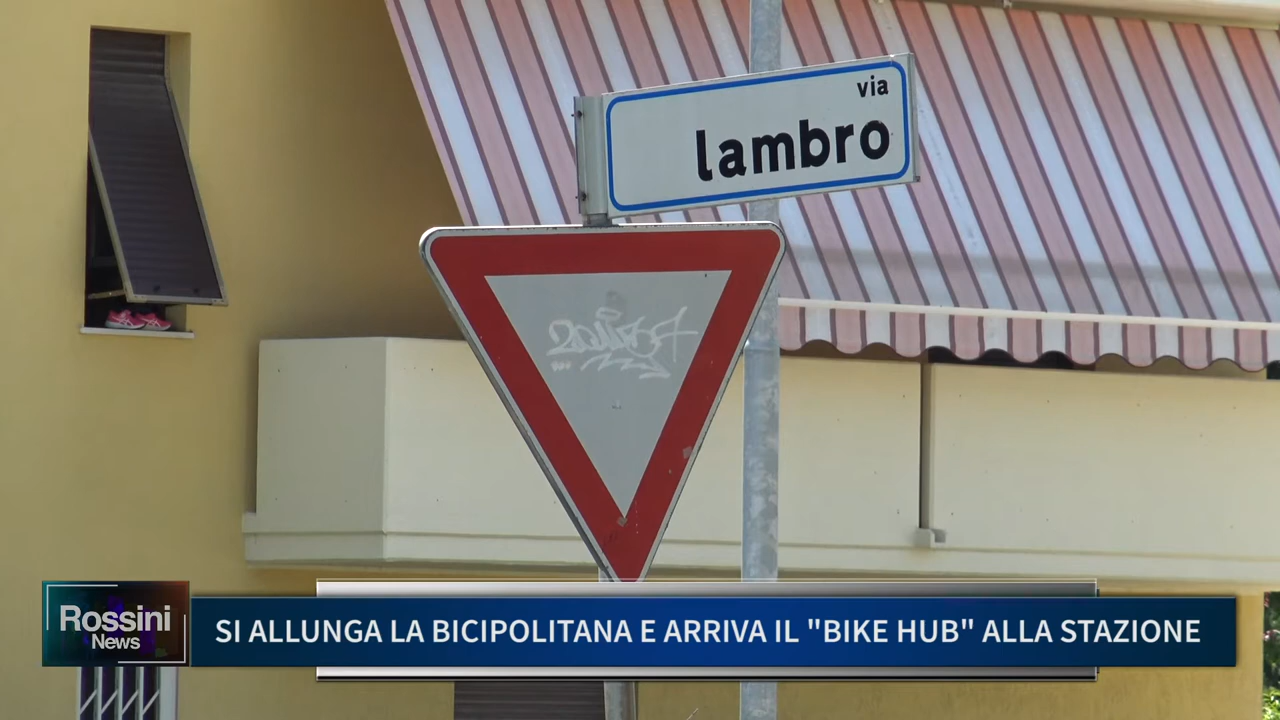 via
lambro
Rossini
News
SI ALLUNGA LA BICIPOLITANA E ARRIVA IL "BIKE HUB" ALLA STAZIONE